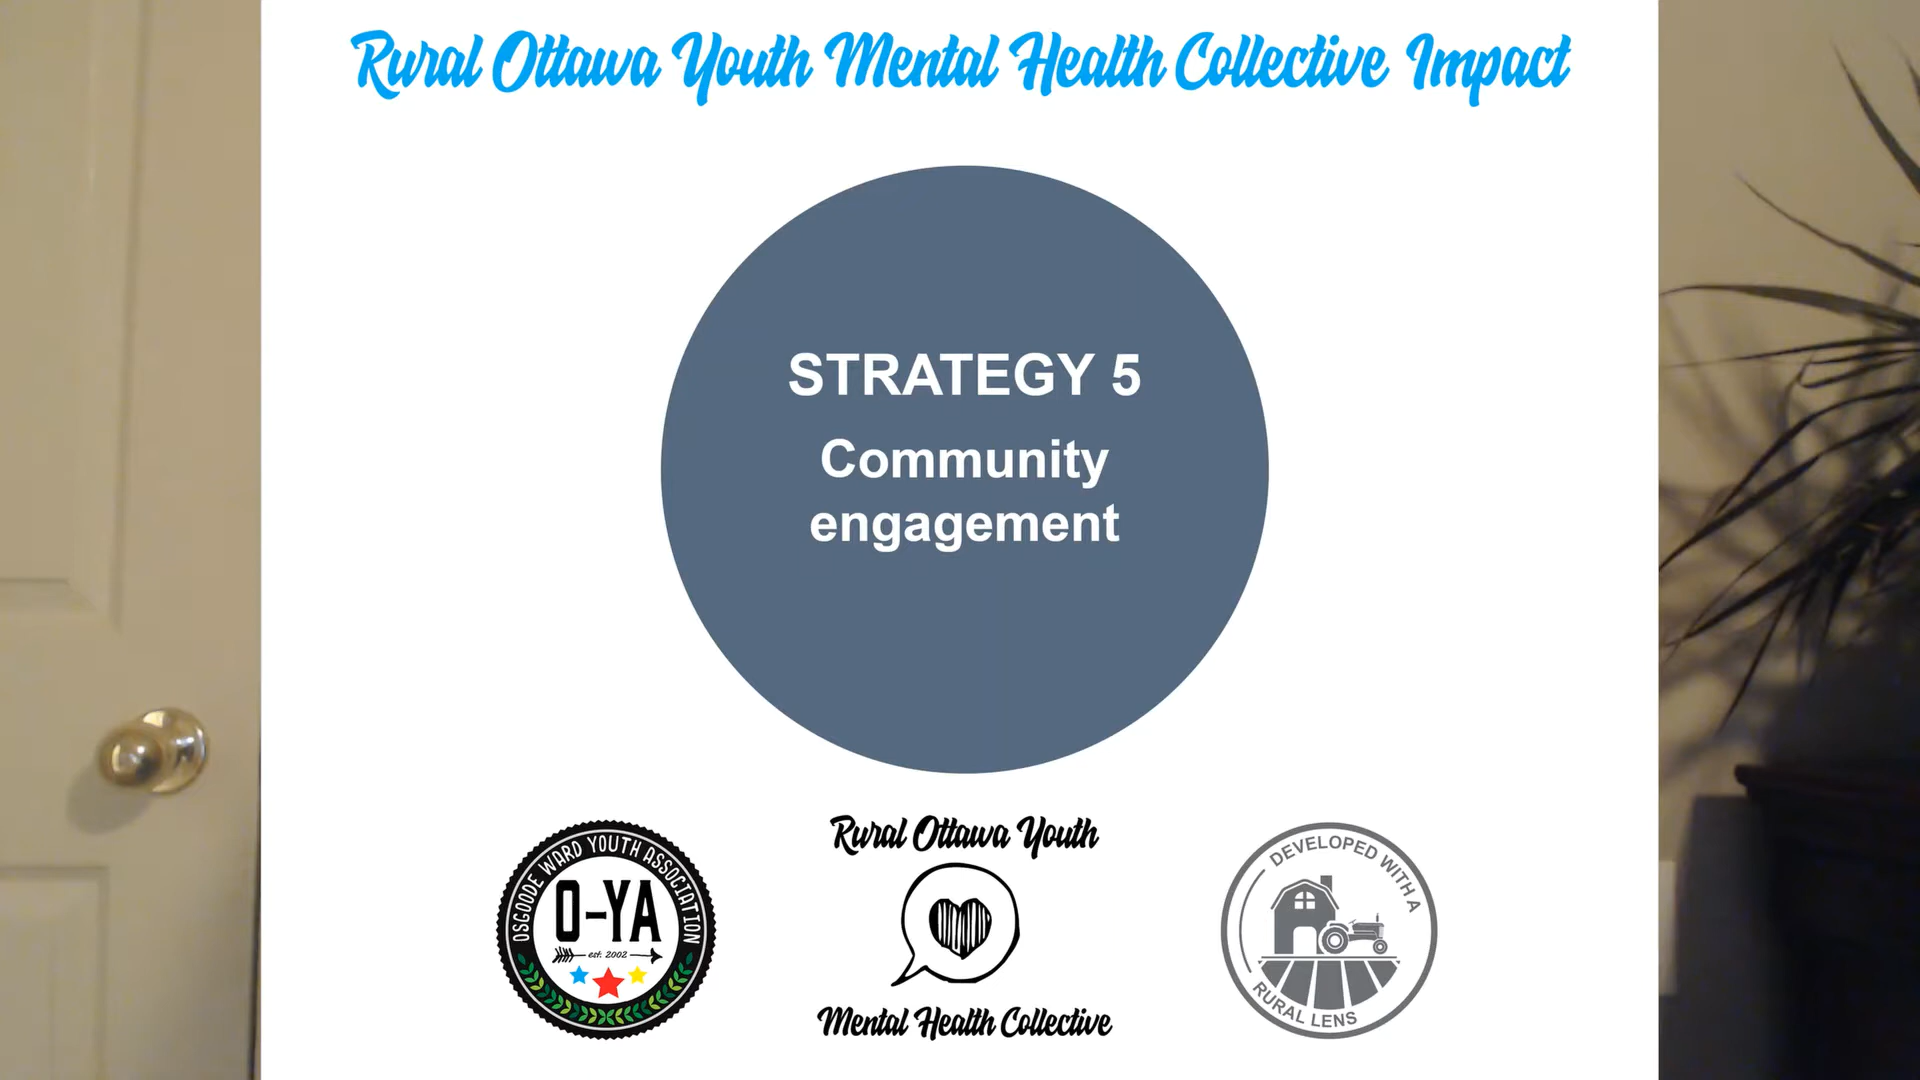 Rural Ottawa Youth Mental Health Collective Impact
STRATEGY 5
Community
engagement
OSGOODE WARD YOUTH ASSOCIATION
O-YA
est. 2002
Rural Ottawa Youth
Mental Health Collective
DEVELOPED WITH A
RURAL LENS